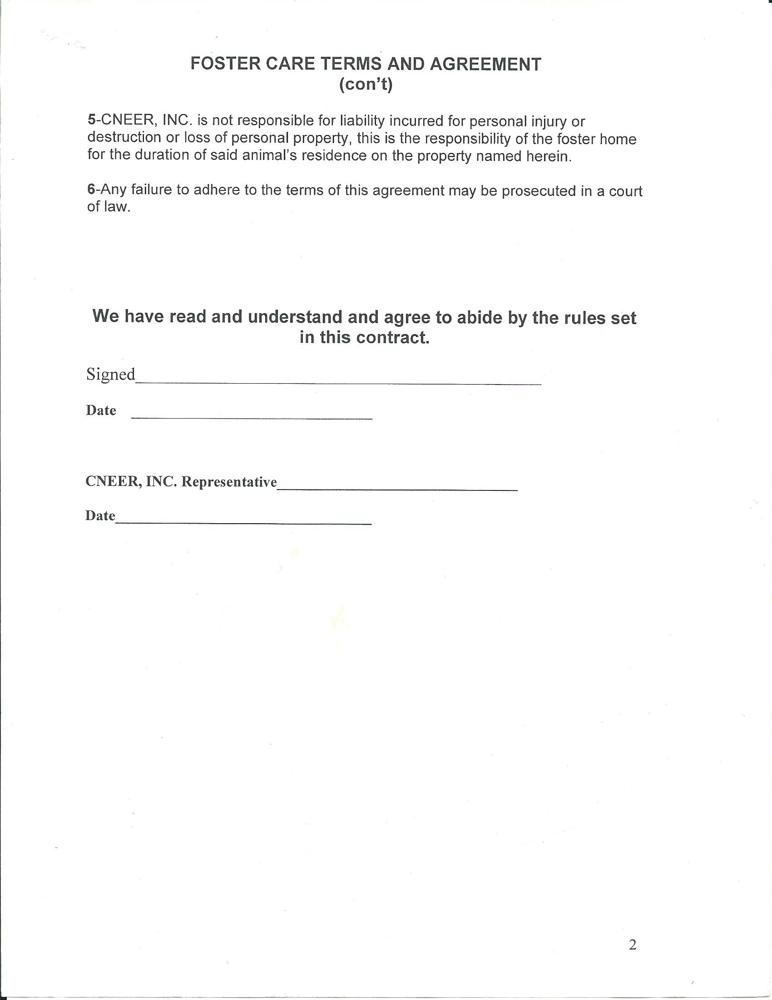 FOSTER CARE TERMS AND AGREEMENT
(con't)
5-CNEER, INC. is not responsible for liability incurred for personal injury or
destruction or loss of personal property, this is the responsibility of the foster home
for the duration of said animal's residence on the property named herein.
6-Any failure to adhere to the terms of this agreement may be prosecuted in a court
of law.
We have read and understand and agree to abide by the rules set
in this contract.
Signed
Date
CNEER, INC. Representative
Date
2